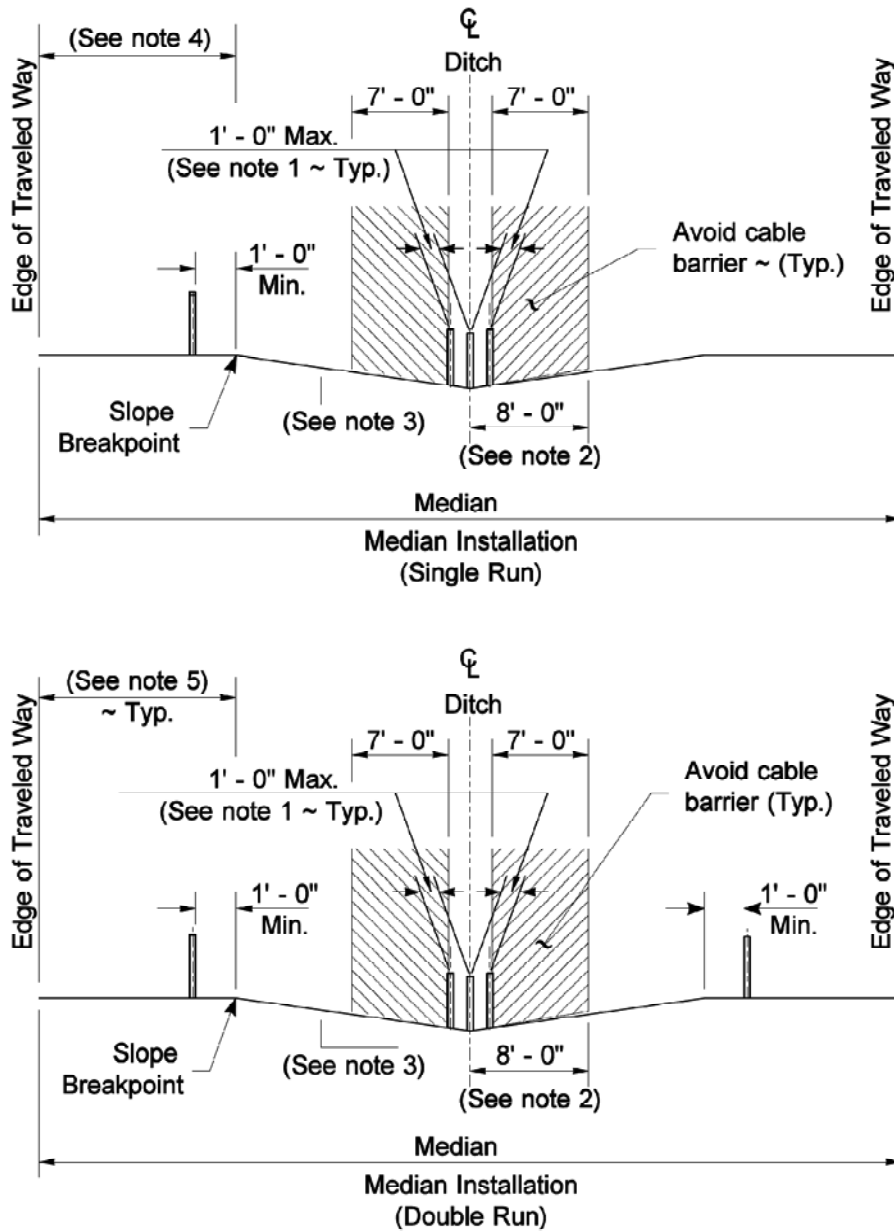 (See note 4)
℄
Ditch
7' - 0"
7' - 0"
Edge of Traveled Way
Edge of Traveled Way
1' - 0" Max.
(See note 1 ~ Typ.)
Avoid cable
barrier ~ (Typ.)
1' - 0"
Min.
Slope
Breakpoint
(See note 3)
8' - 0"
(See note 2)
Median
Median Installation
(Single Run)
(See note 5)
~ Typ.
℄
Ditch
7' - 0"
7' - 0"
Edge of Traveled Way
Edge of Traveled Way
1' - 0" Max.
(See note 1 ~ Typ.)
Avoid cable
barrier (Typ.)
1' - 0"
Min.
1' - 0"
Min.
Slope
Breakpoint
(See note 3)
8' - 0"
(See note 2)
Median
Median Installation
(Double Run)